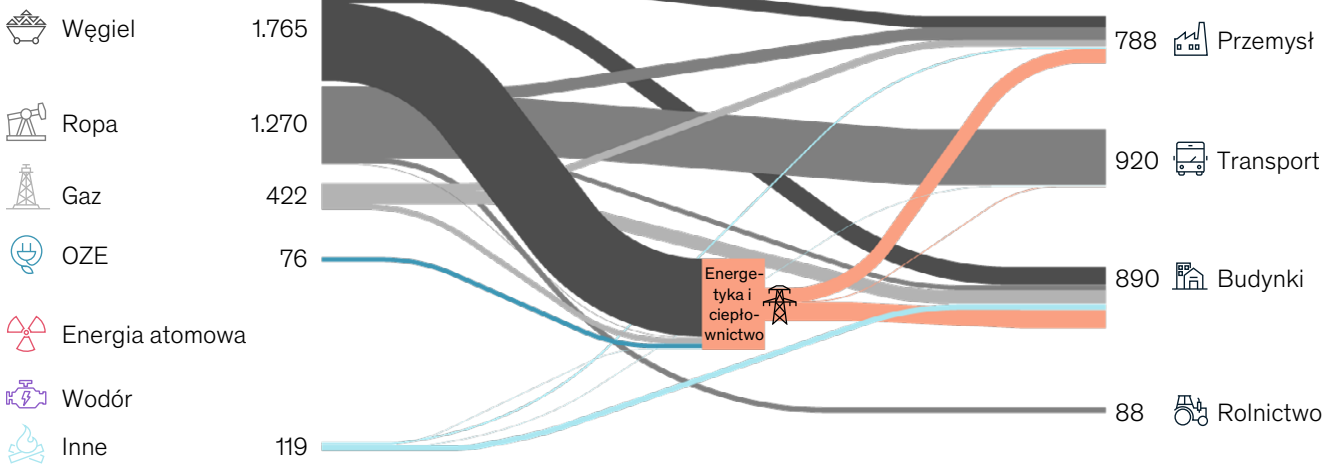 Węgiel 1.765
788 Przemysł
Ropa 1.270
920 Transport
Gaz 422
OZE 76
Energe-
tyka i
ciepło-
wnictwo
890 Budynki
Energia atomowa
Wodór
88 Rolnictwo
Inne 119